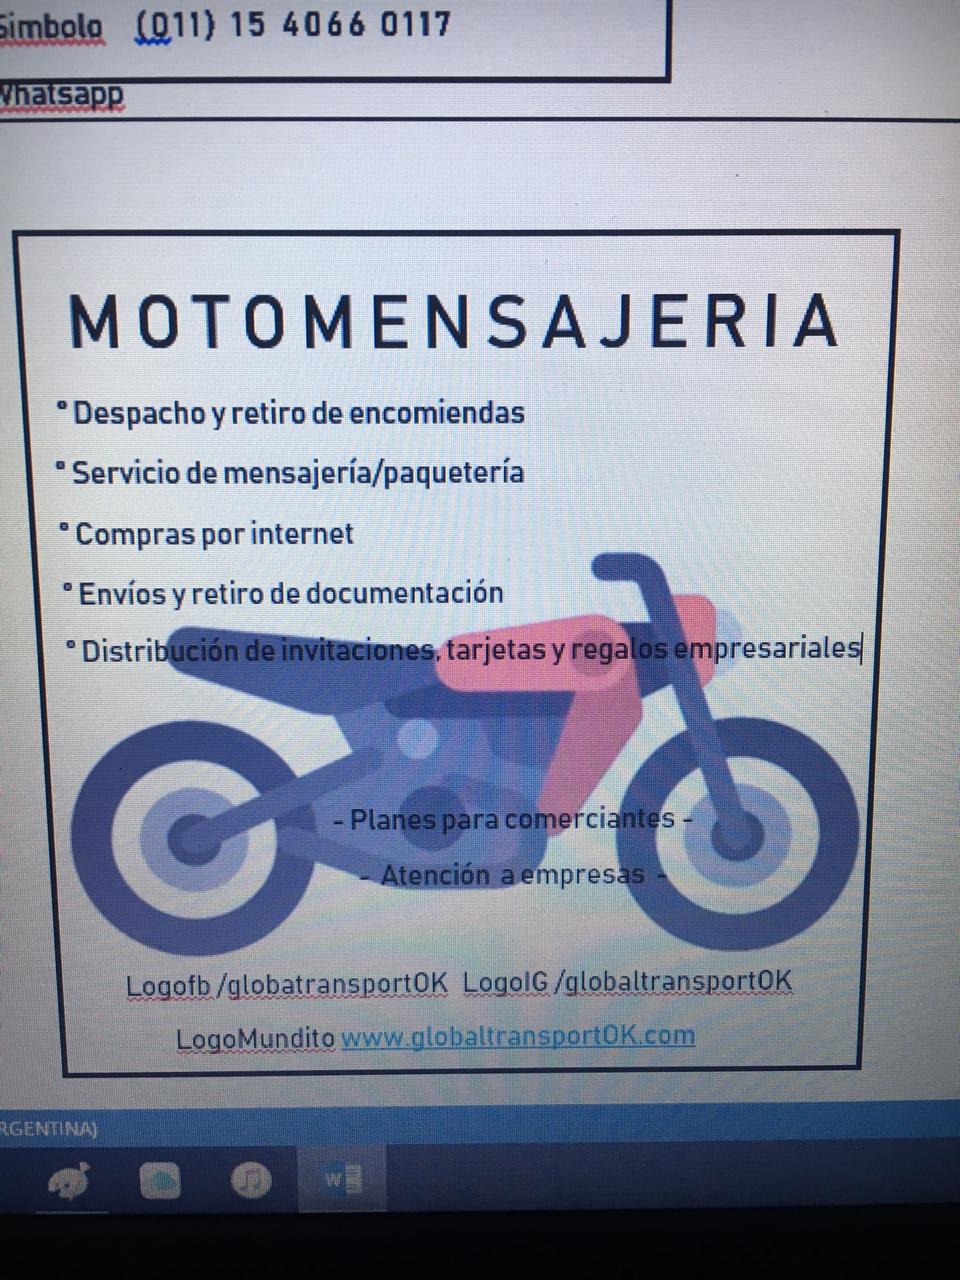 Simbolo (011) 15 4066 0117
Whatsapp
MOTOMENSAJERIA
° Despacho y retiro de encomiendas
° Servicio de mensajería/paquetería
° Compras por internet
° Envíos y retiro de documentación
° Distribución de invitaciones, tarjetas y regalos empresariales
- Planes para comerciantes -
- Atención a empresas -
Logofb /globatransportOK LogoIG /globaltransportOK
LogoMundito www.globaltransportOK.com
RGENTINA)
W